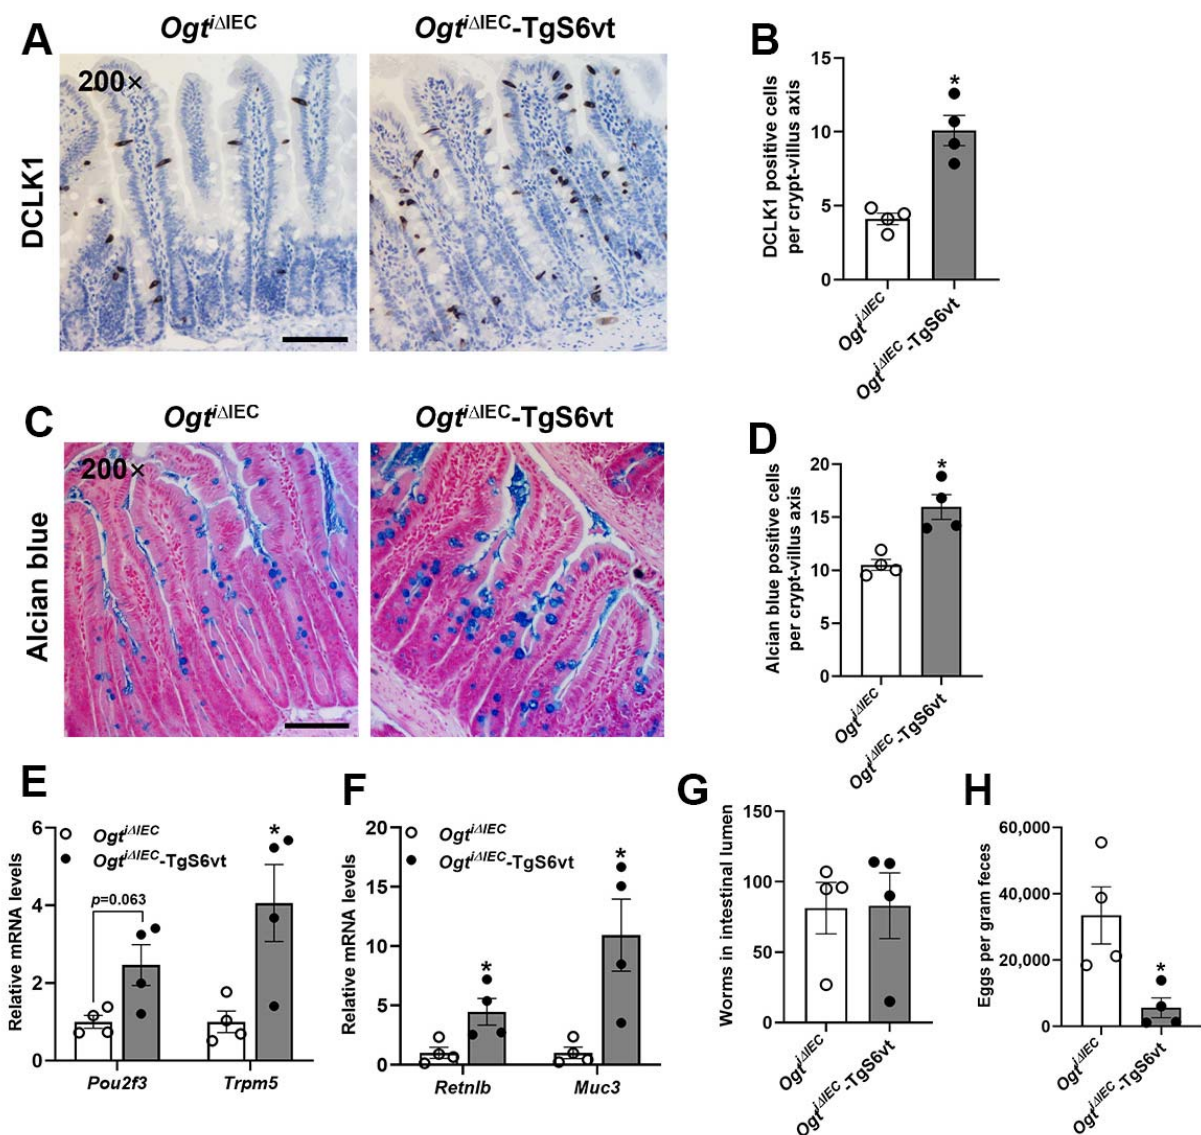 A
Ogt^iΔIEC
Ogt^iΔIEC-TgS6vt
200×
DCLK1
B
DCLK1 positive cells
per crypt-villus axis
15
10
5
0
*
Ogt^iΔIEC
Ogt^iΔIEC-TgS6vt
C
Ogt^iΔIEC
Ogt^iΔIEC-TgS6vt
200×
Alcian blue
D
Alcian blue positive cells
per crypt-villus axis
20
15
10
5
0
*
Ogt^iΔIEC
Ogt^iΔIEC-TgS6vt
E
Relative mRNA levels
6
4
2
0
Ogt^iΔIEC
Ogt^iΔIEC-TgS6vt
p=0.063
*
Pou2f3
Trpm5
F
Relative mRNA levels
20
15
10
5
0
Ogt^iΔIEC
Ogt^iΔIEC-TgS6vt
*
*
Retnlb
Muc3
G
Worms in intestinal lumen
150
100
50
0
Ogt^iΔIEC
Ogt^iΔIEC-TgS6vt
H
Eggs per gram feces
60,000
40,000
20,000
0
*
Ogt^iΔIEC
Ogt^iΔIEC-TgS6vt